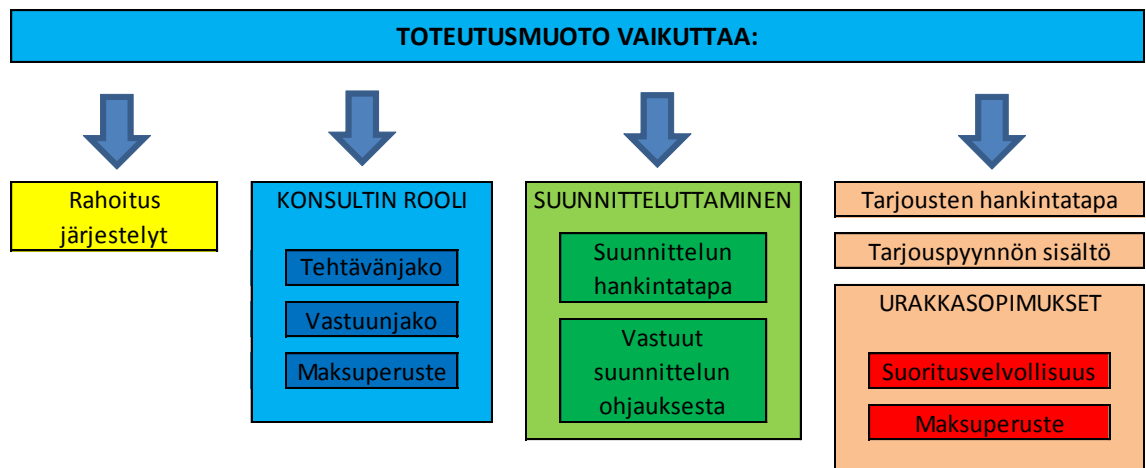 TOTEUTUSMUOTO VAIKUTTAA:
Rahoitus
järjestelyt
KONSULTIN ROOLI
Tehtävänjako
Vastuunjako
Maksuperuste
SUUNNITTELUTTAMINEN
Suunnittelun
hankintatapa
Vastuut
suunnittelun
ohjauksesta
Tarjousten hankintatapa
Tarjouspyynnön sisältö
URAKKASOPIMUKSET
Suoritusvelvollisuus
Maksuperuste